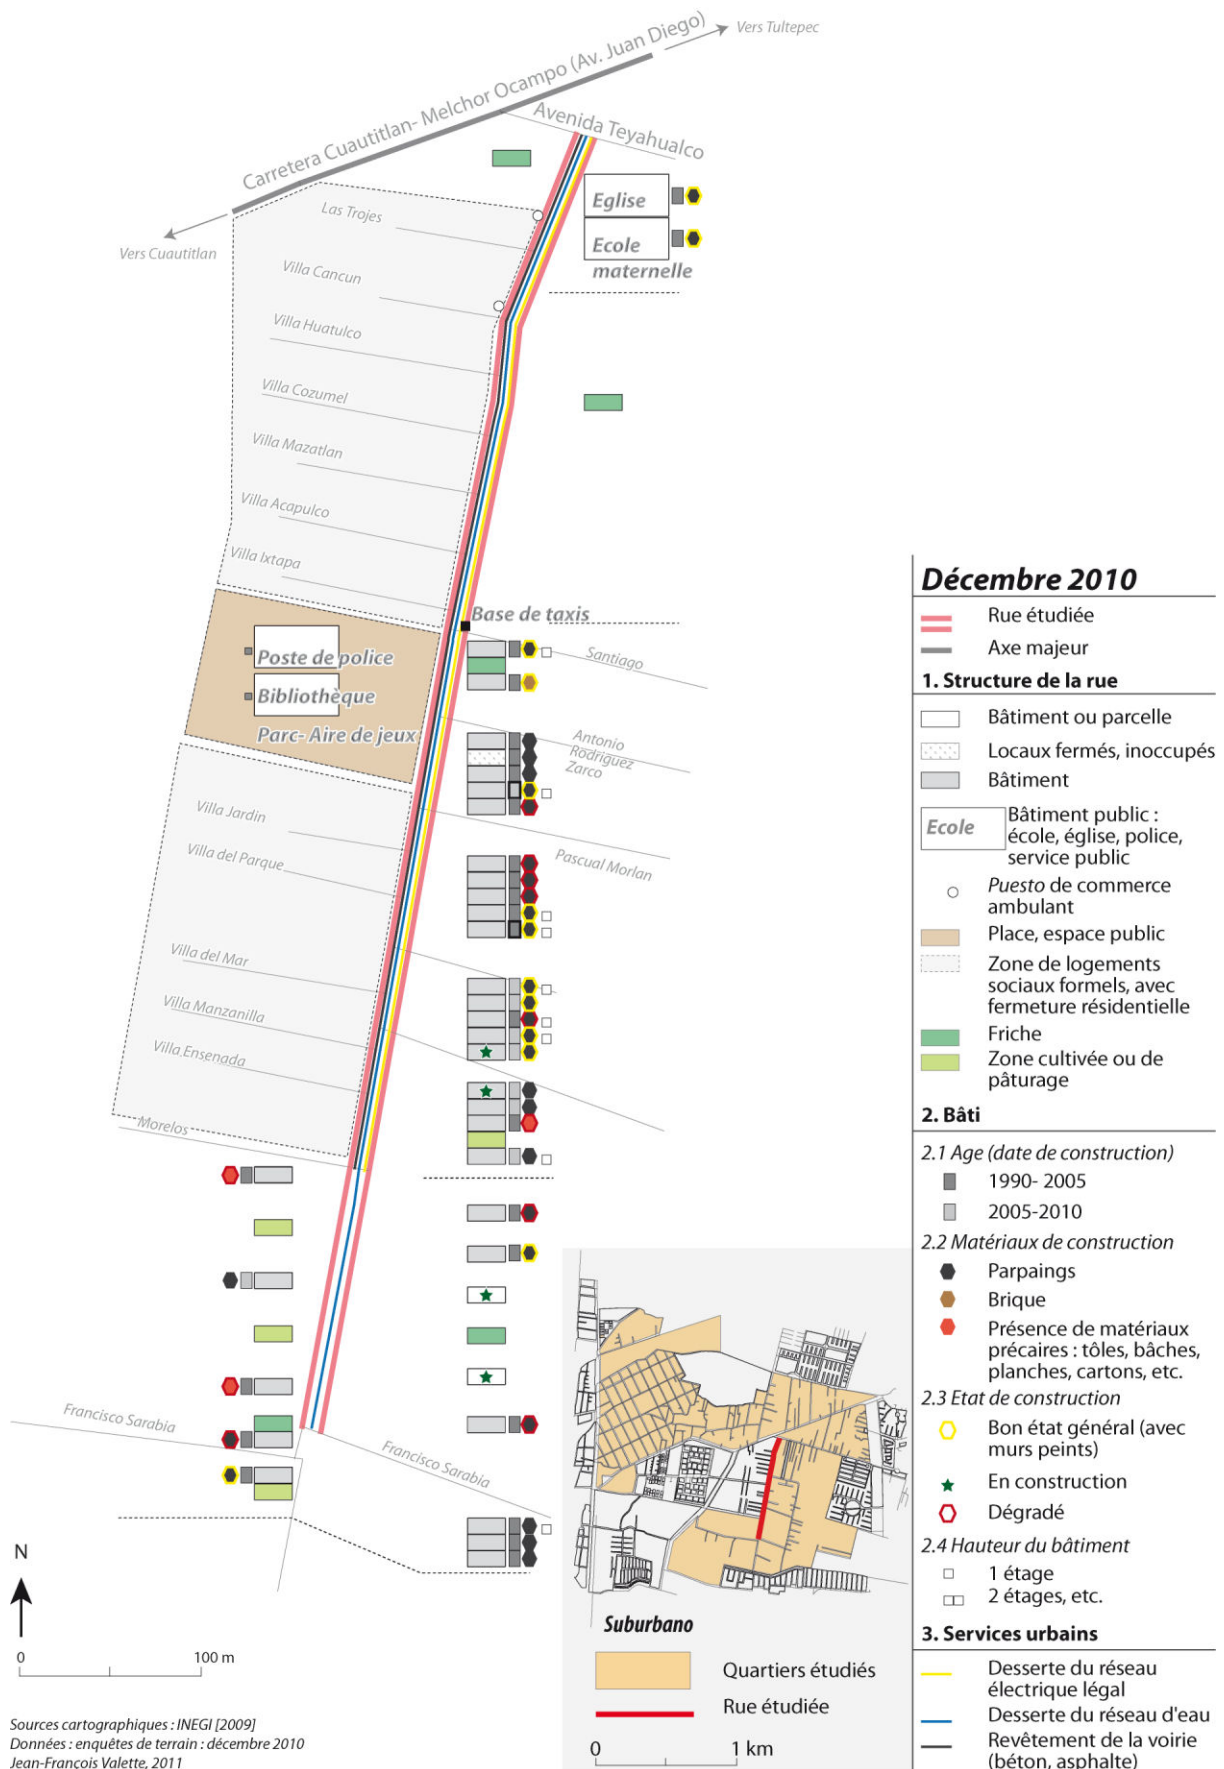 Carretera Cuautitlan- Melchor Ocampo (Av. Juan Diego)
Vers Tultepec
Avenida Teyahualco
Vers Cuautitlan
Las Trojes
Eglise
Ecole
maternelle
Villa Cancun
Villa Huatulco
Villa Cozumel
Villa Mazatlan
Villa Acapulco
Villa Ixtapa
Base de taxis
Poste de police
Bibliothèque
Parc- Aire de jeux
Santiago
Antonio
Rodriguez
Zarco
Villa Jardin
Villa del Parque
Pascual Morlan
Villa del Mar
Villa Manzanilla
Villa Ensenada
Morelos
Francisco Sarabia
Francisco Sarabia
N
0 100 m
Sources cartographiques : INEGI [2009]
Données : enquêtes de terrain : décembre 2010
Jean-François Valette, 2011
Suburbano
Quartiers étudiés
Rue étudiée
0 1 km
Décembre 2010
Rue étudiée
Axe majeur
1. Structure de la rue
Bâtiment ou parcelle
Locaux fermés, inoccupés
Bâtiment
Ecole
Bâtiment public :
école, église, police,
service public
Puesto de commerce
ambulant
Place, espace public
Zone de logements
sociaux formels, avec
fermeture résidentielle
Friche
Zone cultivée ou de
pâturage
2. Bâti
2.1 Age (date de construction)
1990- 2005
2005-2010
2.2 Matériaux de construction
Parpaings
Brique
Présence de matériaux
précaires : tôles, bâches,
planches, cartons, etc.
2.3 Etat de construction
Bon état général (avec
murs peints)
En construction
Dégradé
2.4 Hauteur du bâtiment
1 étage
2 étages, etc.
3. Services urbains
Desserte du réseau
électrique légal
Desserte du réseau d'eau
Revêtement de la voirie
(béton, asphalte)